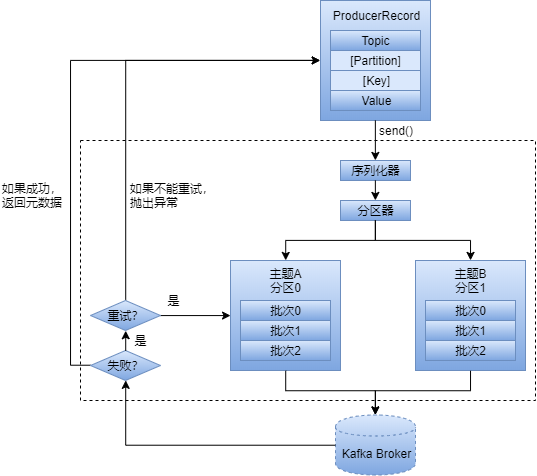 ProducerRecord
Topic
[Partition]
[Key]
Value
send()
序列化器
分区器
如果成功，
返回元数据
如果不能重试，
抛出异常
主题A
分区0
批次0
批次1
批次2
主题B
分区1
批次0
批次1
批次2
是
重试？
是
失败？
Kafka Broker